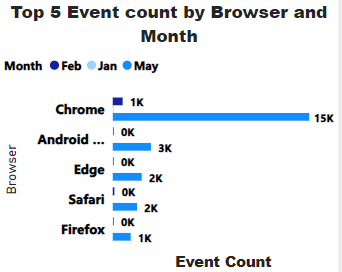 Top 5 Event count by Browser and
Month
Month Feb Jan May
Chrome 1K
15K
Android ... 0K
3K
Edge 0K
2K
Safari 0K
2K
Firefox 0K
1K
Browser
Event Count